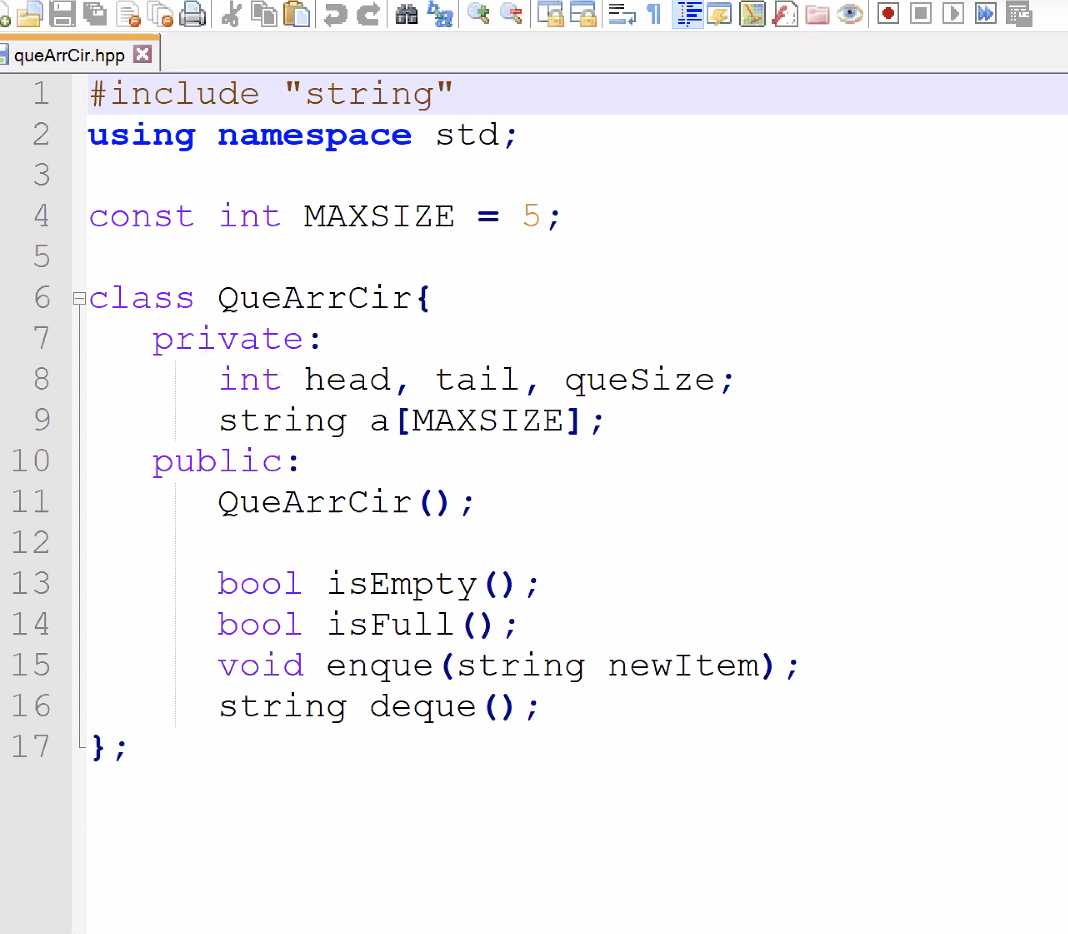 queArrCir.hpp
1 #include "string"
2 using namespace std;
3
4 const int MAXSIZE = 5;
5
6 class QueArrCir{
7 private:
8 int head, tail, queSize;
9 string a[MAXSIZE];
10 public:
11 QueArrCir();
12
13 bool isEmpty();
14 bool isFull();
15 void enque(string newItem);
16 string deque();
17 };